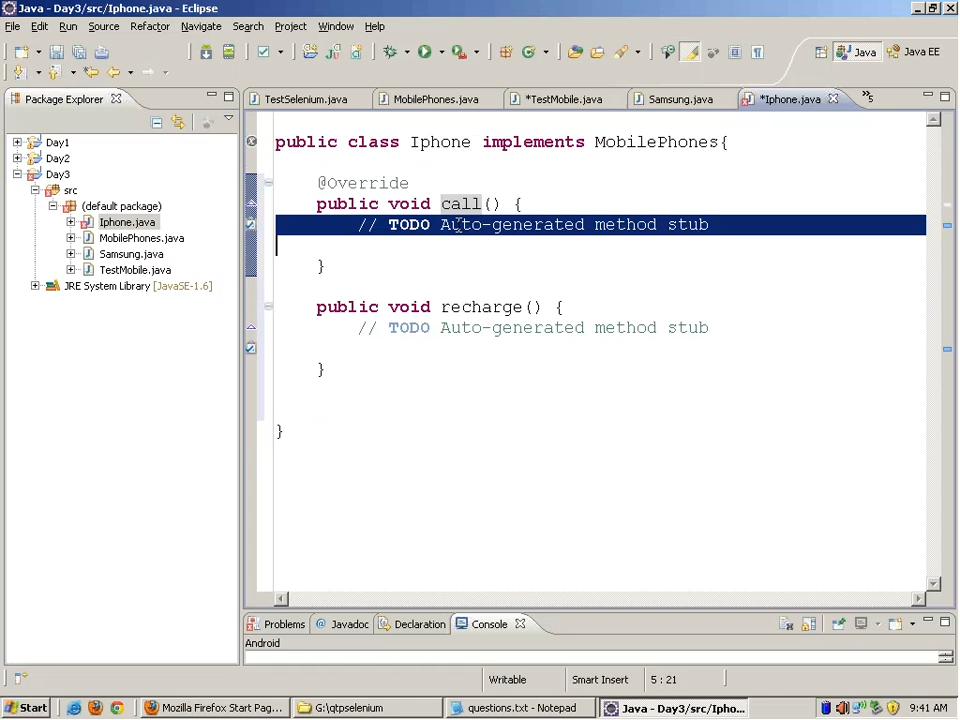 Java - Day3/src/Iphone.java - Eclipse
File Edit Run Source Refactor Navigate Search Project Window Help
Java Java EE
Package Explorer
TestSelenium.java MobilePhones.java *TestMobile.java Samsung.java *Iphone.java »5
Day1
Day2
Day3
src
(default package)
Iphone.java
MobilePhones.java
Samsung.java
TestMobile.java
JRE System Library [JavaSE-1.6]
public class Iphone implements MobilePhones{
@Override
public void call() {
// TODO Auto-generated method stub
}
public void recharge() {
// TODO Auto-generated method stub
}
}
Problems @ Javadoc Declaration Console
Android
Writable Smart Insert 5 : 21
Start Mozilla Firefox Start Pag... G:\qtpselenium questions.txt - Notepad Java - Day3/src/Ipho... 9:41 AM